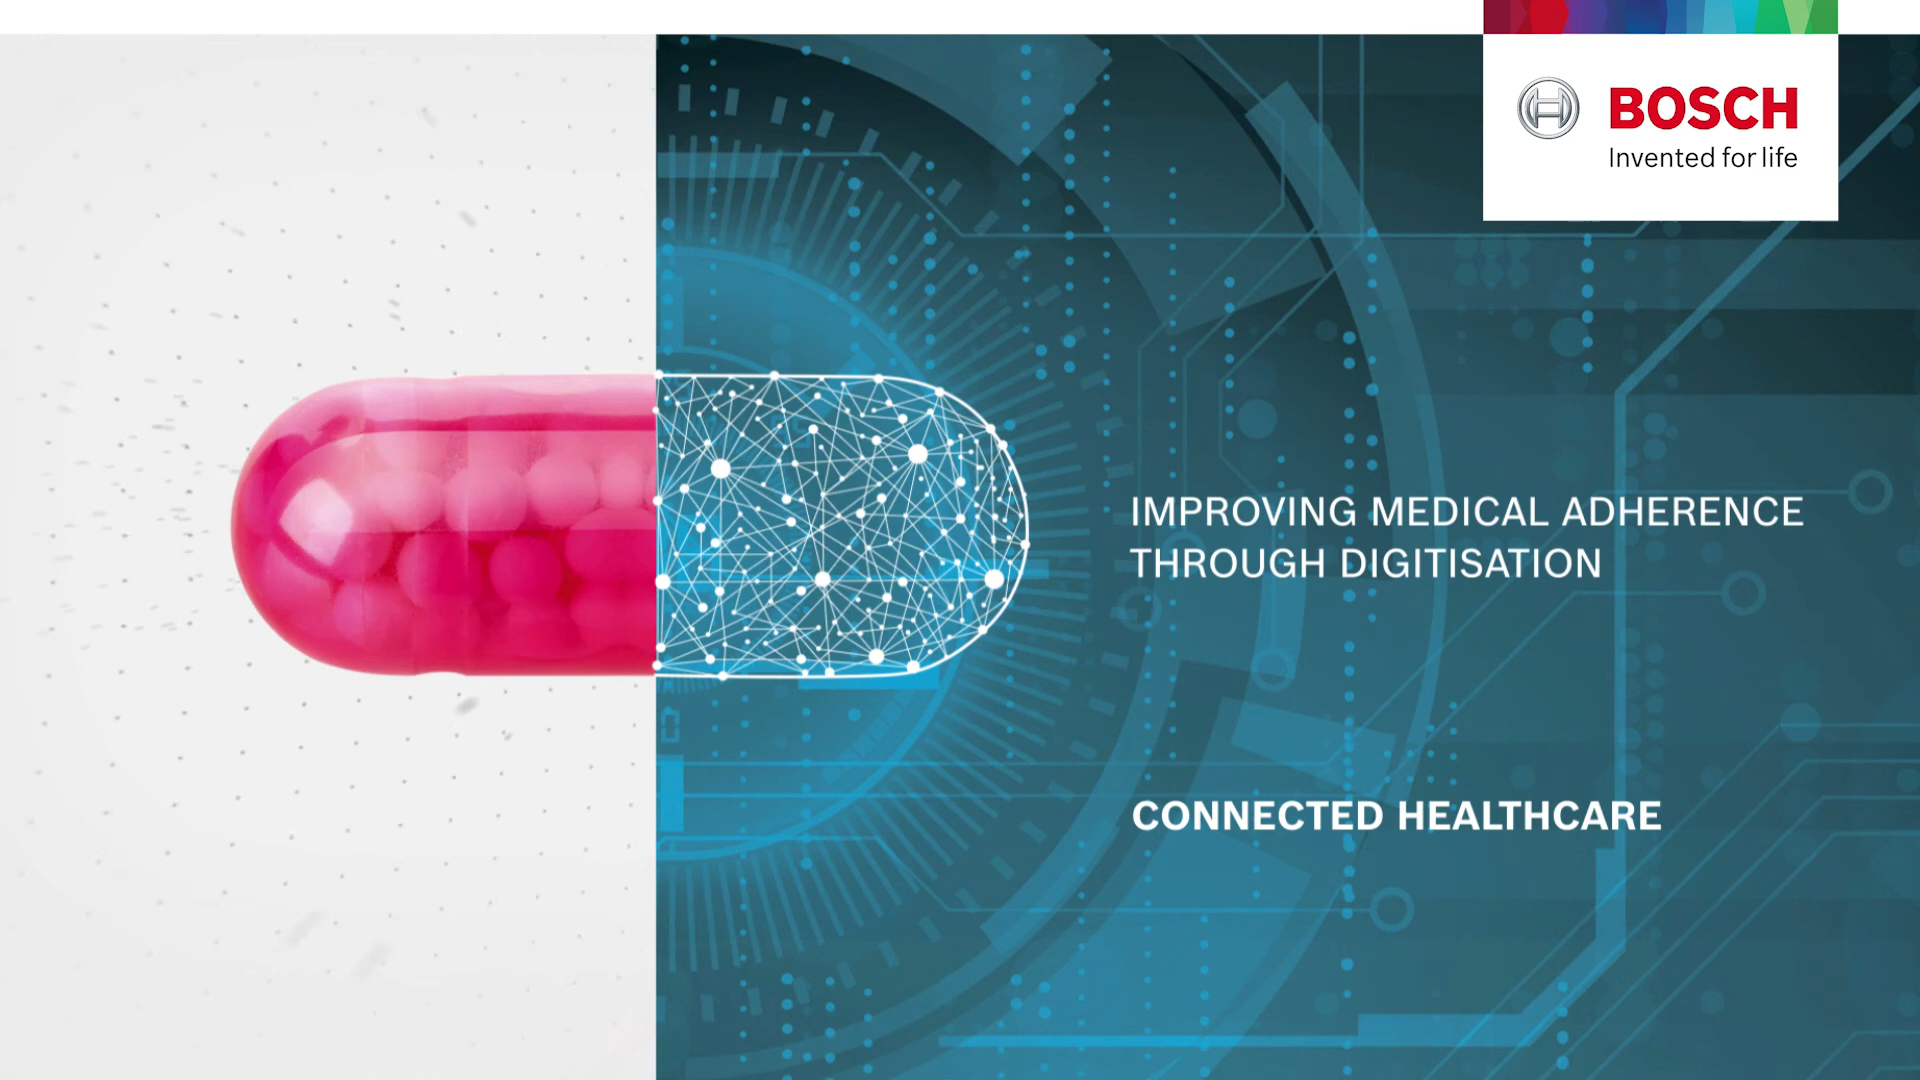 BOSCH
Invented for life
IMPROVING MEDICAL ADHERENCE
THROUGH DIGITISATION
CONNECTED HEALTHCARE